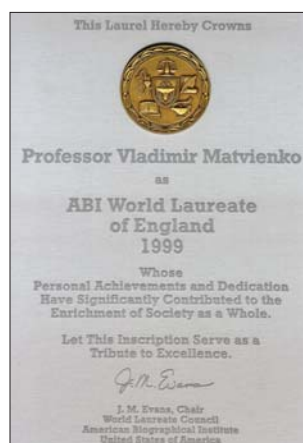 This Laurel Hereby Crowns
Professor Vladimir Matvienko
as
ABI World Laureate
of England
1999
Whose
Personal Achievements and Dedication
Have Significantly Contributed to the
Enrichment of Society as a Whole.
Let This Inscription Serve as a
Tribute to Excellence.
J. M. Evans
J. M. Evans, Chair
World Laureate Council
American Biographical Institute
United States of America